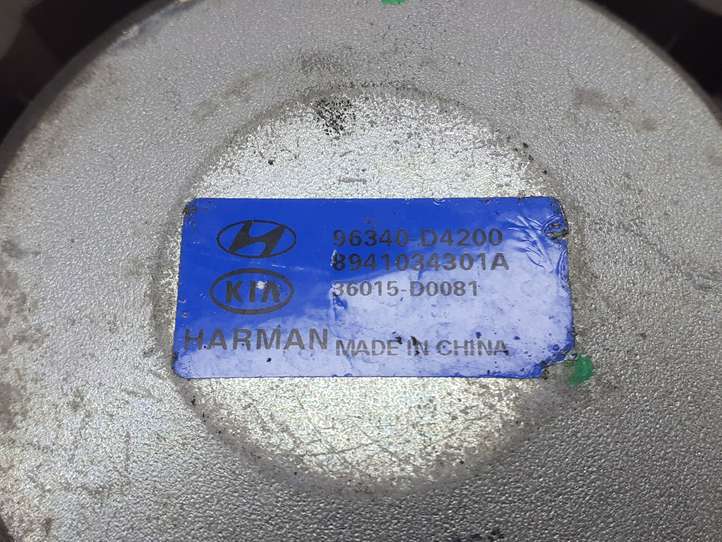 96340-D4200
8941034301A
KIA 36015-D0081
HARMAN MADE IN CHINA